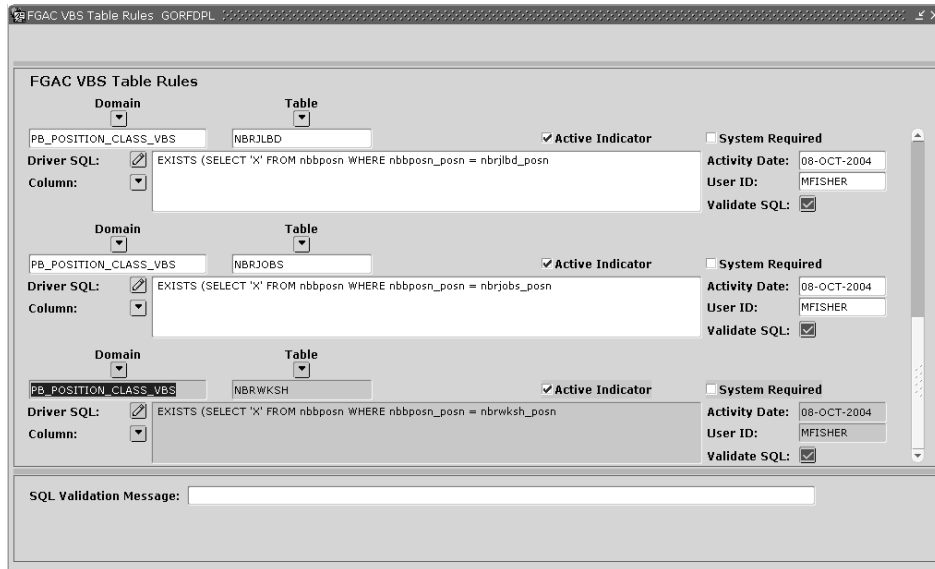 FGAC VBS Table Rules GORFDPL
FGAC VBS Table Rules
Domain Table
PB_POSITION_CLASS_VBS NBRJLBD Active Indicator System Required
Driver SQL: EXISTS (SELECT 'X' FROM nbbposn WHERE nbbposn_posn = nbrjlbd_posn Activity Date: 08-OCT-2004
Column: User ID: MFISHER
Validate SQL:
Domain Table
PB_POSITION_CLASS_VBS NBRJOBS Active Indicator System Required
Driver SQL: EXISTS (SELECT 'X' FROM nbbposn WHERE nbbposn_posn = nbrjobs_posn Activity Date: 08-OCT-2004
Column: User ID: MFISHER
Validate SQL:
Domain Table
PB_POSITION_CLASS_VBS NBRWKSH Active Indicator System Required
Driver SQL: EXISTS (SELECT 'X' FROM nbbposn WHERE nbbposn_posn = nbrwksh_posn Activity Date: 08-OCT-2004
Column: User ID: MFISHER
Validate SQL:
SQL Validation Message: